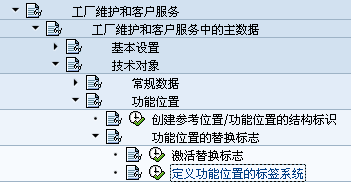 工厂维护和客户服务
工厂维护和客户服务中的主数据
基本设置
技术对象
常规数据
功能位置
创建参考位置/功能位置的结构标识
功能位置的替换标志
激活替换标志
定义功能位置的标签系统